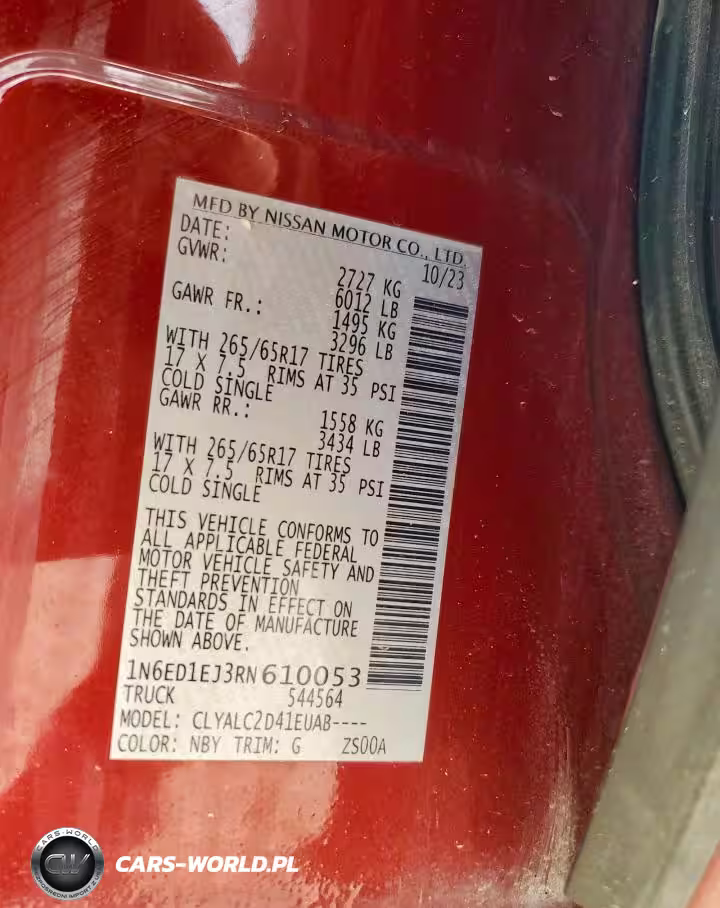 MFD BY NISSAN MOTOR CO., LTD.
DATE: 10/23
GVWR: 2727 KG
6012 LB
GAWR FR.: 1495 KG
3296 LB
WITH 265/65R17 TIRES
17 X 7.5 RIMS AT 35 PSI
COLD SINGLE
GAWR RR.: 1558 KG
3434 LB
WITH 265/65R17 TIRES
17 X 7.5 RIMS AT 35 PSI
COLD SINGLE
THIS VEHICLE CONFORMS TO
ALL APPLICABLE FEDERAL
MOTOR VEHICLE SAFETY AND
THEFT PREVENTION
STANDARDS IN EFFECT ON
THE DATE OF MANUFACTURE
SHOWN ABOVE.
1N6ED1EJ3RN610053
TRUCK 544564
MODEL: CLYALC2D41EUAB----
COLOR: NBY TRIM: G ZS00A
CARS-WORLD
CW
CARS-WORLD.PL